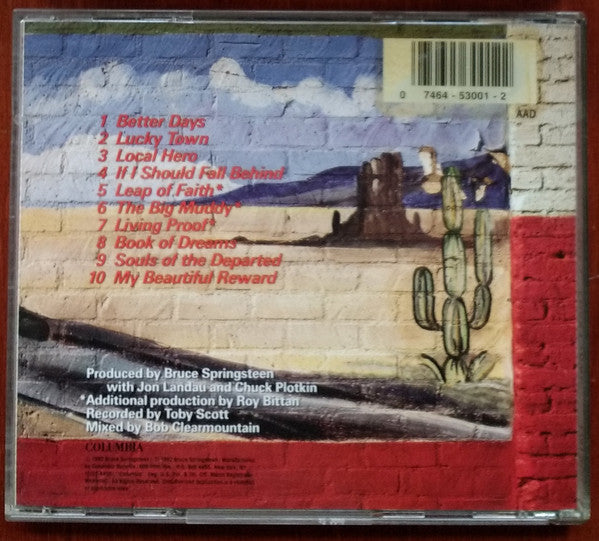 0 7464-53001-2
AAD
1 Better Days
2 Lucky Town
3 Local Hero
4 If I Should Fall Behind
5 Leap of Faith*
6 The Big Muddy*
7 Living Proof*
8 Book of Dreams
9 Souls of the Departed
10 My Beautiful Reward
Produced by Bruce Springsteen
with Jon Landau and Chuck Plotkin
*Additional production by Roy Bittan
Recorded by Toby Scott
Mixed by Bob Clearmountain
COLUMBIA
1992 Bruce Springsteen